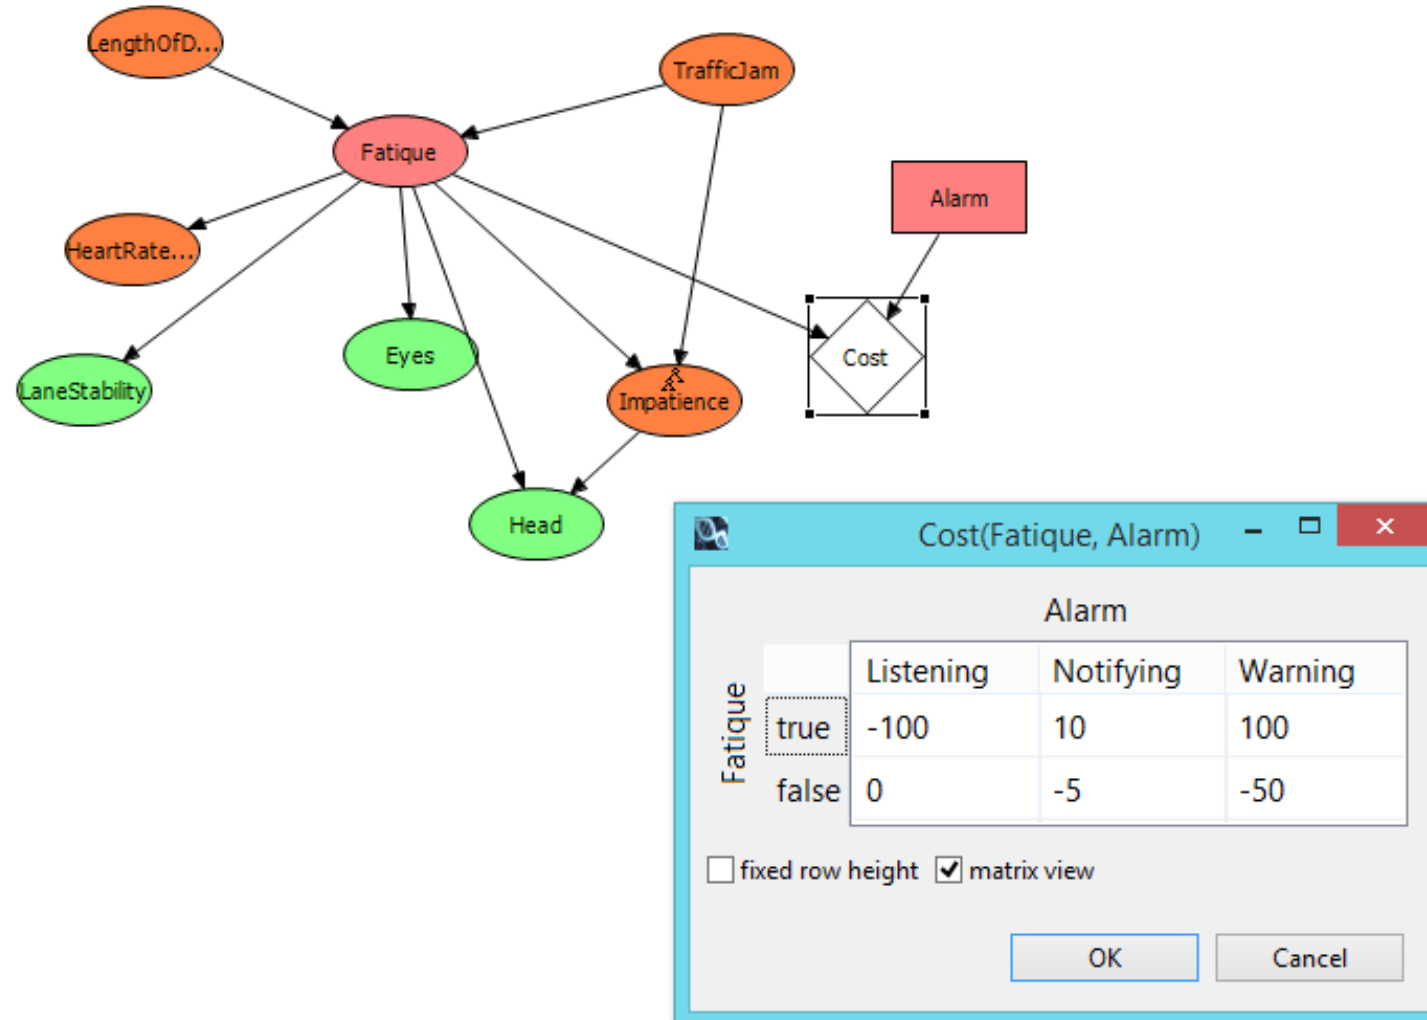 LengthOfD...
TrafficJam
Fatique
Alarm
HeartRate...
Eyes
Cost
LaneStability
Impatience
Head
Cost(Fatique, Alarm)
Alarm
Fatique
Listening Notifying Warning
true -100 10 100
false 0 -5 -50
fixed row height matrix view
OK Cancel